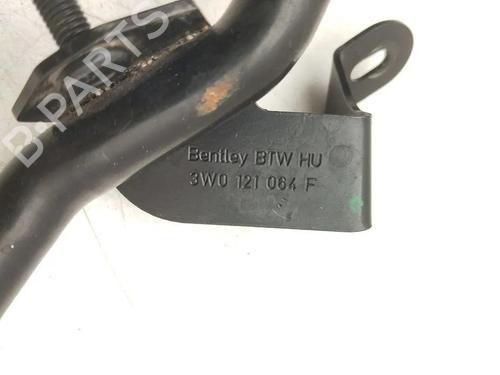 B-PARTS
Bentley BTW HU
3W0 121 064 F